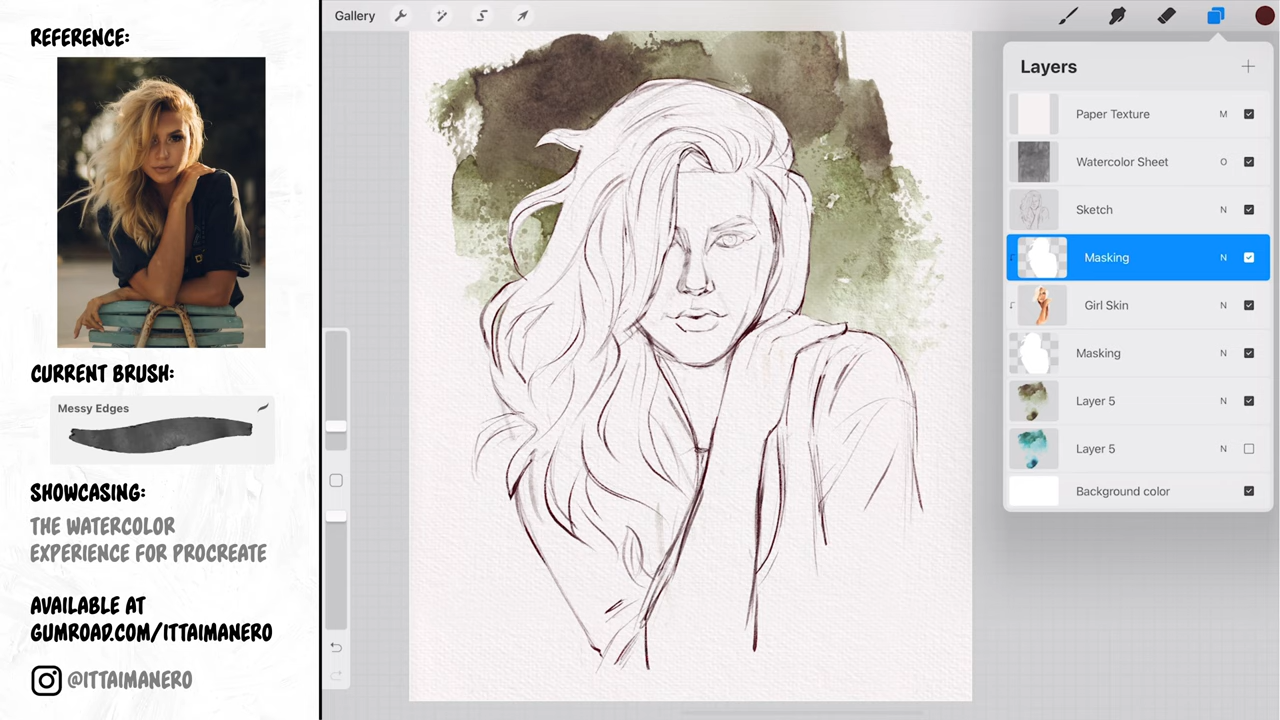 REFERENCE:
CURRENT BRUSH:
Messy Edges
SHOWCASING:
THE WATERCOLOR
EXPERIENCE FOR PROCREATE
AVAILABLE AT
GUMROAD.COM/ITTAIMANERO
@ITTAIMANERO
Gallery
Layers
Paper Texture M
Watercolor Sheet O
Sketch N
Masking N
Girl Skin N
Masking N
Layer 5 N
Layer 5 N
Background color